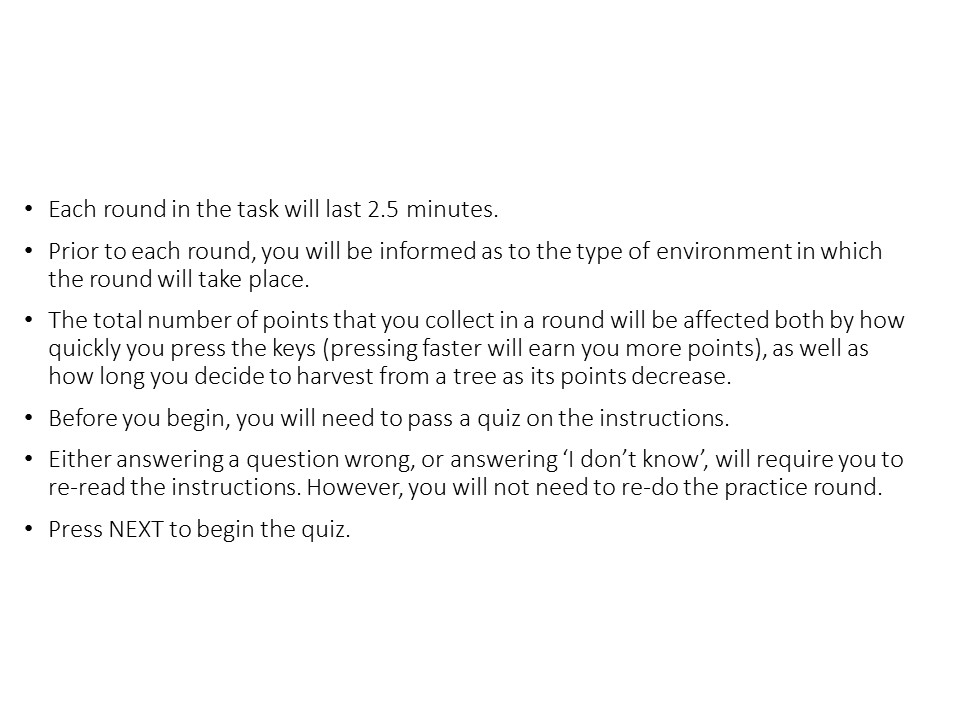 • Each round in the task will last 2.5 minutes.
• Prior to each round, you will be informed as to the type of environment in which
the round will take place.
• The total number of points that you collect in a round will be affected both by how
quickly you press the keys (pressing faster will earn you more points), as well as
how long you decide to harvest from a tree as its points decrease.
• Before you begin, you will need to pass a quiz on the instructions.
• Either answering a question wrong, or answering ‘I don’t know’, will require you to
re-read the instructions. However, you will not need to re-do the practice round.
• Press NEXT to begin the quiz.